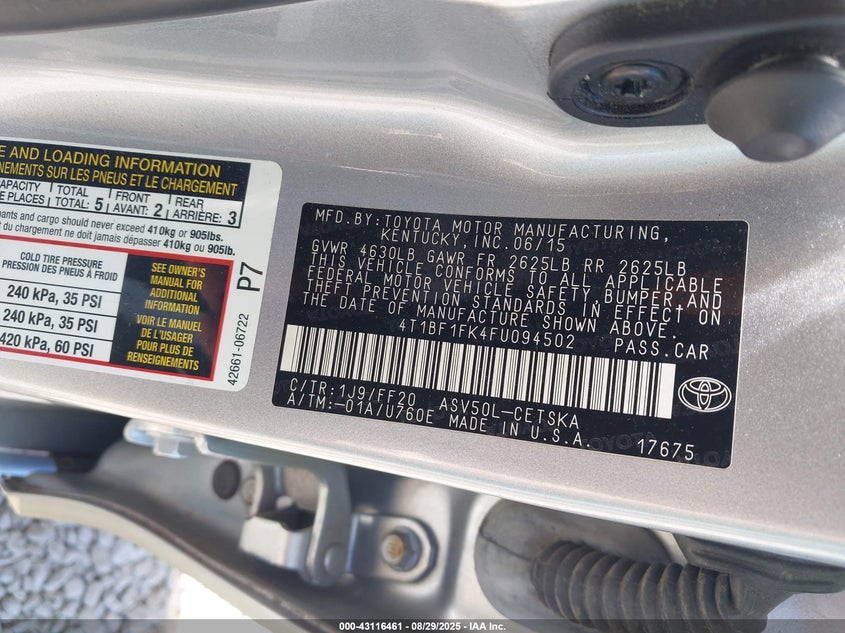 E AND LOADING INFORMATION
NEMENTS SUR LES PNEUS ET LE CHARGEMENT
CAPACITY TOTAL FRONT REAR
PLACES TOTAL: 5 AVANT: 2 ARRIÈRE: 3
pants and cargo should never exceed 410kg or 905lbs.
du chargement ne doit jamais dépasser 410kg ou 905lb.
COLD TIRE PRESSURE
PRESSION DES PNEUS À FROID
240 kPa, 35 PSI
240 kPa, 35 PSI
420 kPa, 60 PSI
SEE OWNER'S
MANUAL FOR
ADDITIONAL
INFORMATION
VOIR LE MANUEL
DE L'USAGER
POUR PLUS DE
RENSEIGNEMENTS
P7
42661-06722
MFD.BY:TOYOTA MOTOR MANUFACTURING,
KENTUCKY,INC.06/15
GVWR 4630LB GAWR FR 2625LB RR 2625LB
THIS VEHICLE CONFORMS TO ALL APPLICABLE
FEDERAL MOTOR VEHICLE SAFETY,BUMPER,AND
THEFT PREVENTION STANDARDS IN EFFECT ON
THE DATE OF MANUFACTURE SHOWN ABOVE.
4T1BF1FK4FU094502 PASS.CAR
C/TR:1J9/FF20 ASV50L-CETSKA
A/TM:-01A/U760E MADE IN U.S.A.
17675
000-43116461 - 08/29/2025 - IAA Inc.